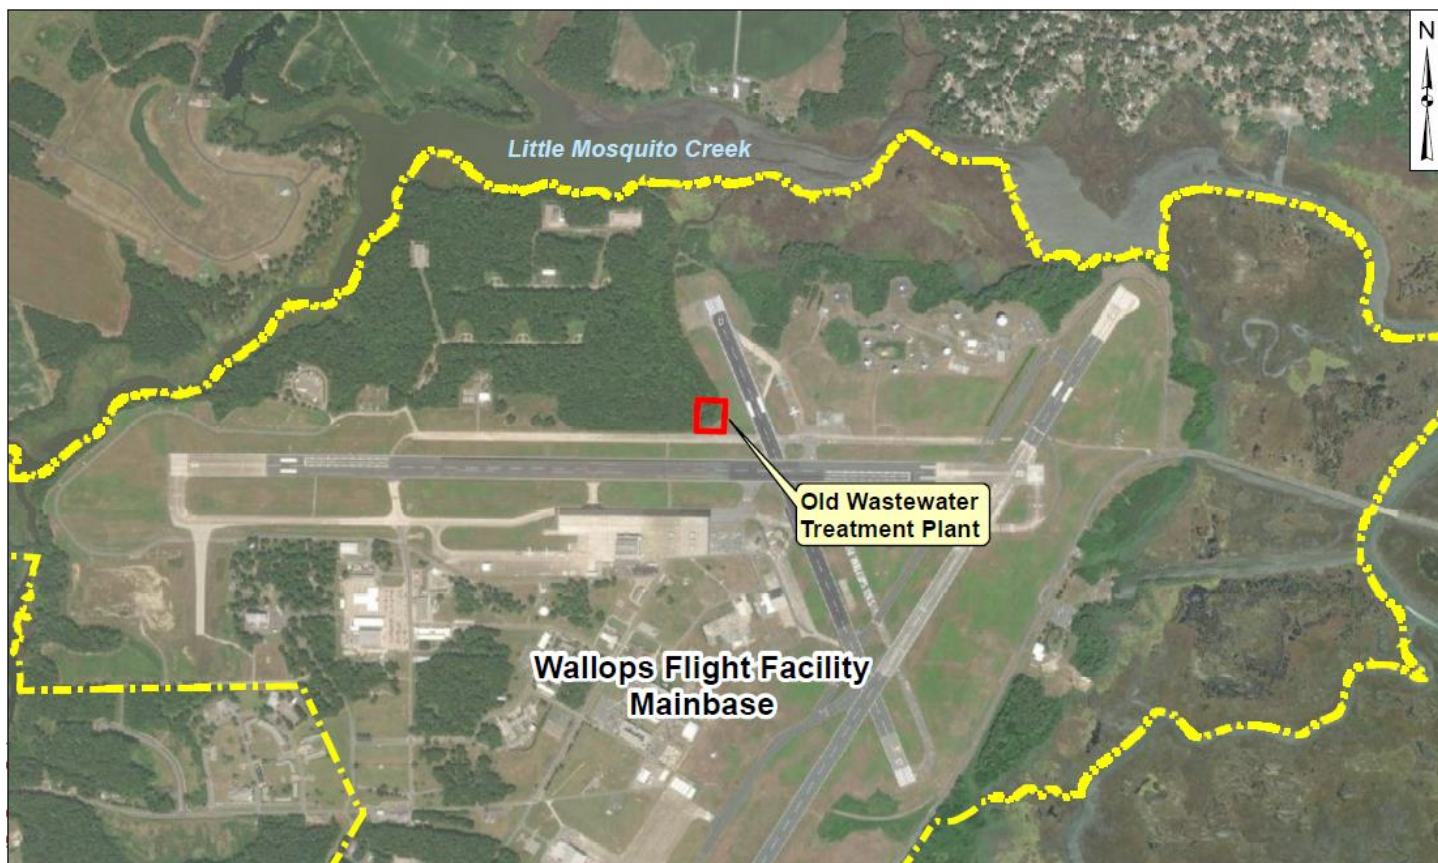 N
Little Mosquito Creek
Old Wastewater
Treatment Plant
Wallops Flight Facility
Mainbase